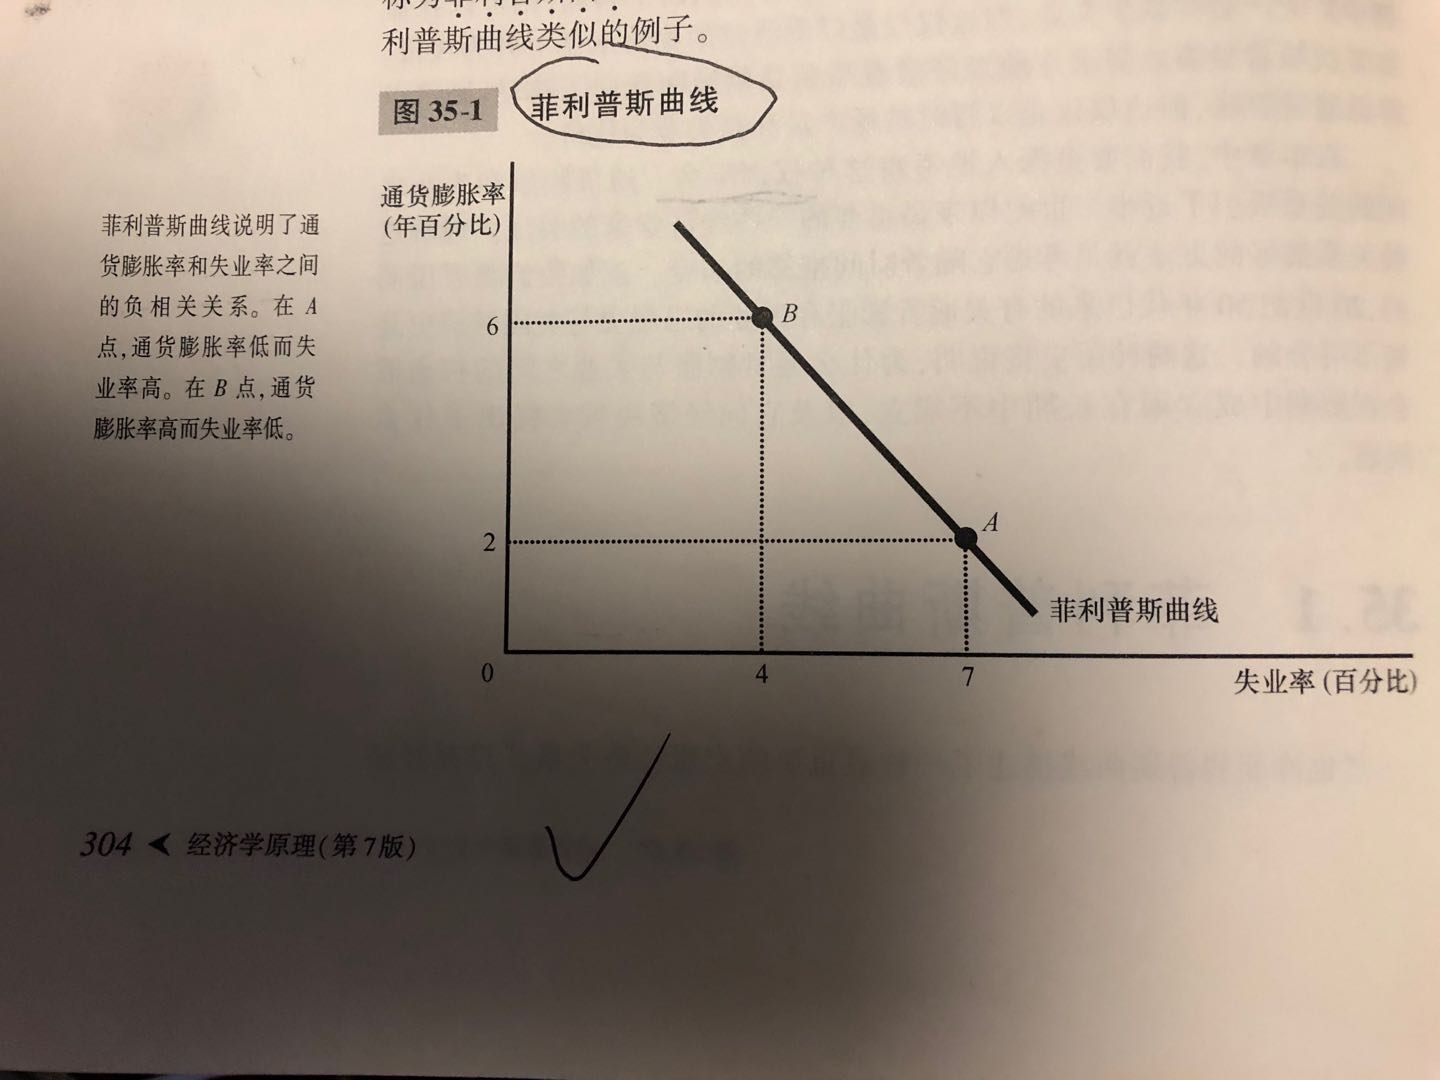 利普斯曲线类似的例子。
图 35-1 菲利普斯曲线
通货膨胀率
(年百分比)
菲利普斯曲线说明了通
货膨胀率和失业率之间
的负相关关系。在 A
点,通货膨胀率低而失
业率高。在 B 点,通货
膨胀率高而失业率低。
6
B
2
A
菲利普斯曲线
0
4
7
失业率 (百分比)
304 经济学原理(第7版)